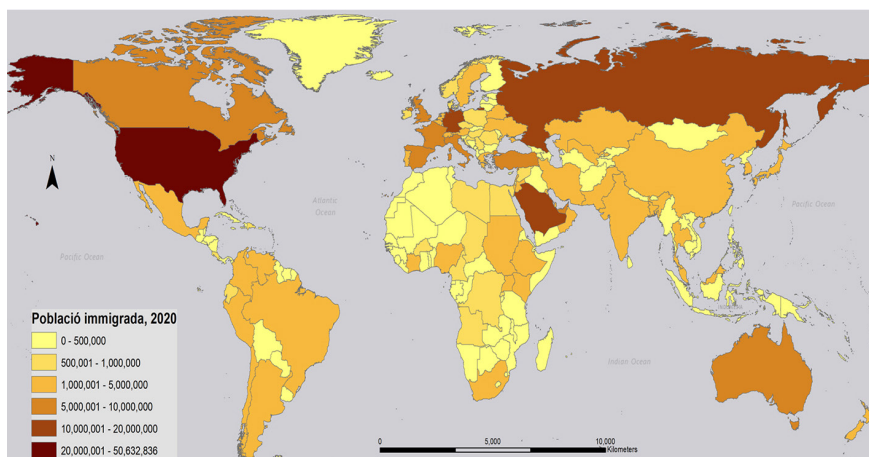 N
Atlantic
Ocean
Pacific Ocean
Pacific Ocean
Indian Ocean
Població immigrada, 2020
0 - 500,000
500,001 - 1,000,000
1,000,001 - 5,000,000
5,000,001 - 10,000,000
10,000,001 - 20,000,000
20,000,001 - 50,632,836
0 5,000 10,000
Kilometers